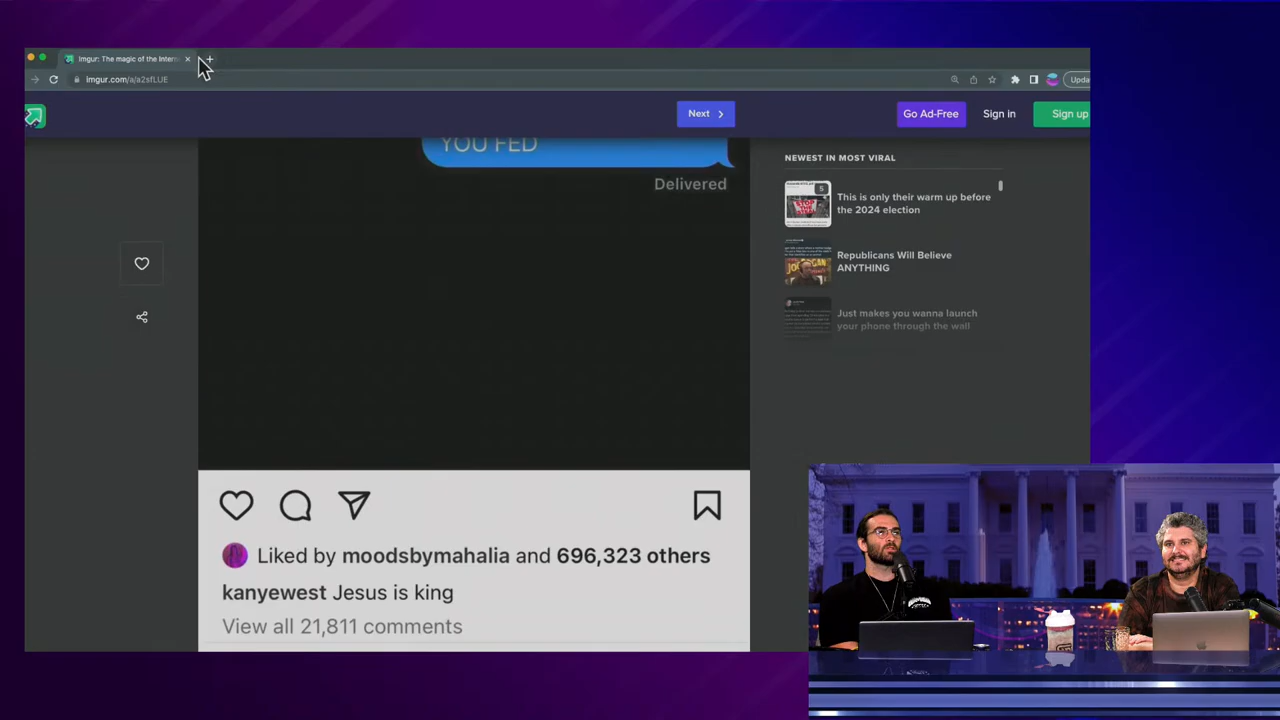 Imgur: The magic of the Intern
imgur.com/a/a2sfLUE
Upda
Next
Go Ad-Free
Sign in
Sign up
YOU FED
Delivered
NEWEST IN MOST VIRAL
5
This is only their warm up before
the 2024 election
Republicans Will Believe
ANYTHING
Just makes you wanna launch
your phone through the wall
Liked by moodsbymahalia and 696,323 others
kanyewest Jesus is king
View all 21,811 comments